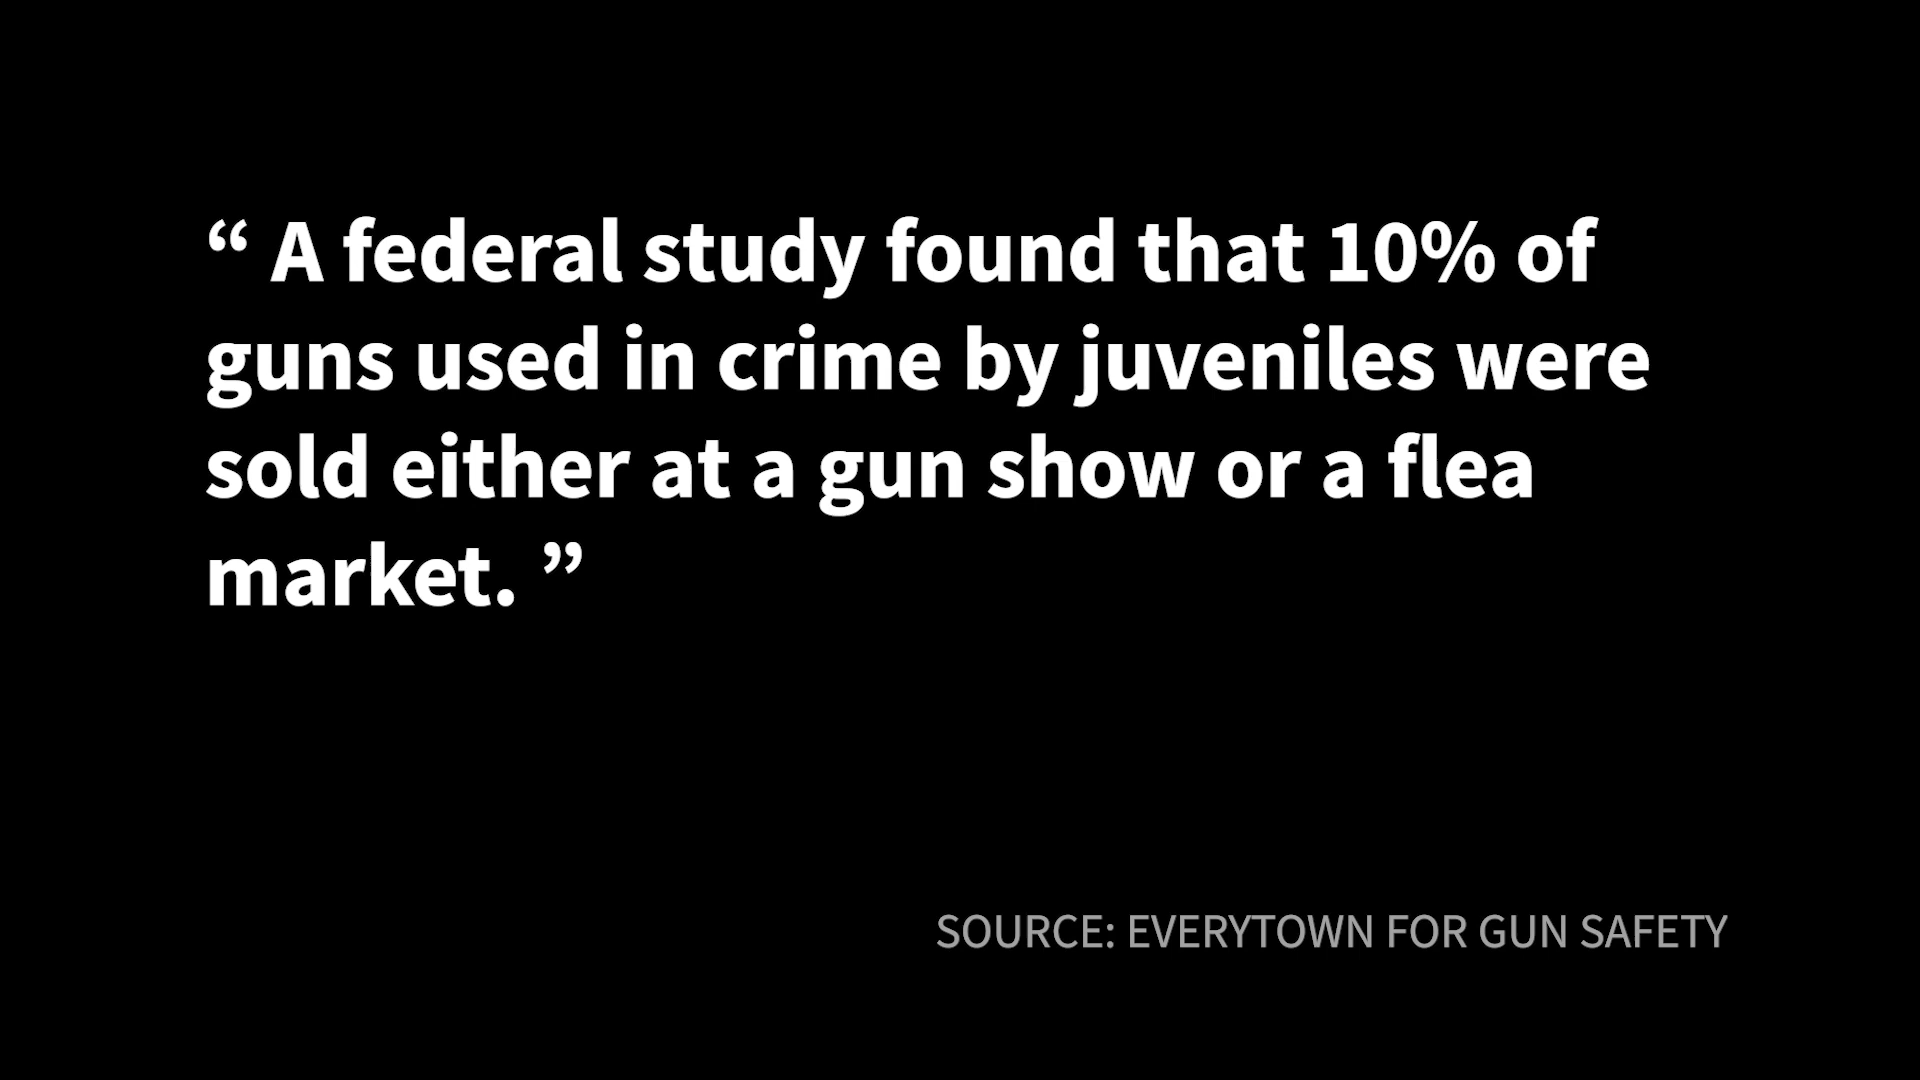 “ A federal study found that 10% of
guns used in crime by juveniles were
sold either at a gun show or a flea
market. ”
SOURCE: EVERYTOWN FOR GUN SAFETY